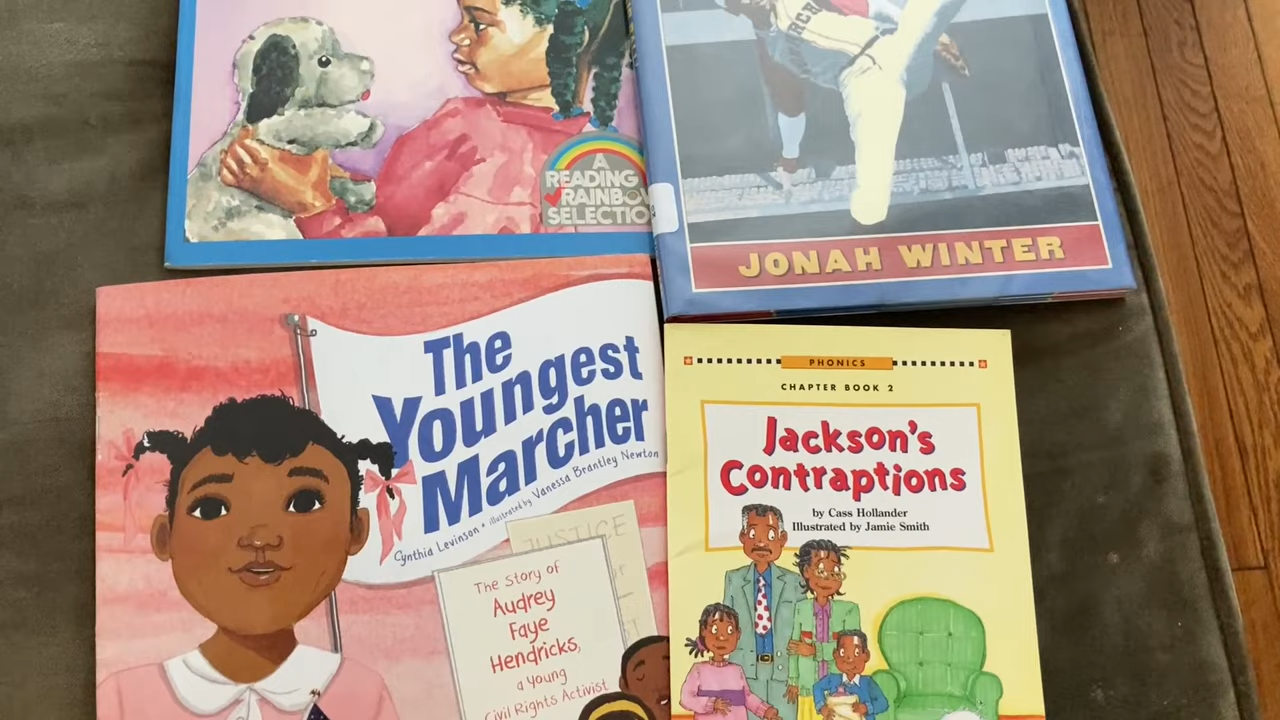 A
READING
RAINBOW
SELECTIO
JONAH WINTER
The
Youngest
Marcher
Cynthia Levinson • illustrated by Vanessa Brantley Newton
JUSTICE
The Story of
Audrey
Faye
Hendricks,
a young
Civil Rights Activist
PHONICS
CHAPTER BOOK 2
Jackson's
Contraptions
by Cass Hollander
Illustrated by Jamie Smith